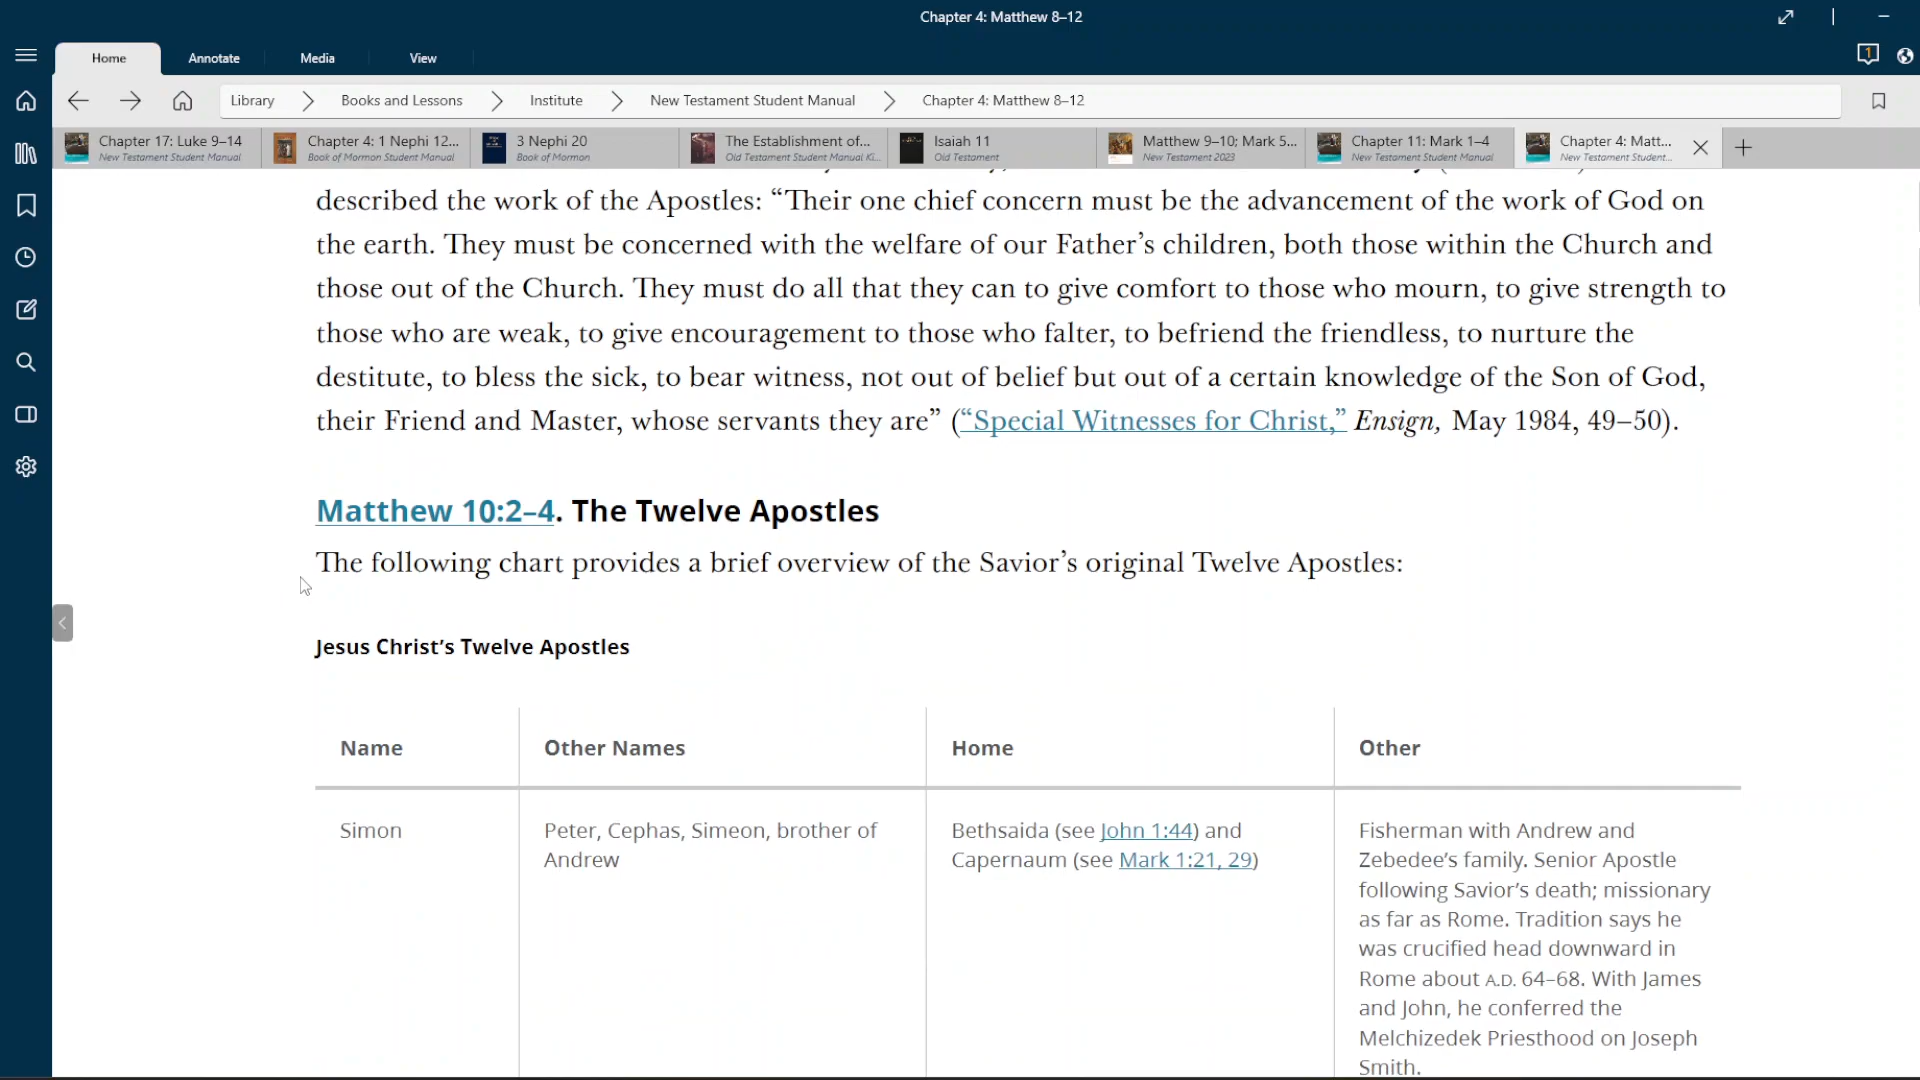 Chapter 4: Matthew 8–12
Home
Annotate
Media
View
1
Library
Books and Lessons
Institute
New Testament Student Manual
Chapter 4: Matthew 8–12
Chapter 17: Luke 9–14
New Testament Student Manual
Chapter 4: 1 Nephi 12...
Book of Mormon Student Manual
3 Nephi 20
Book of Mormon
The Establishment of...
Old Testament Student Manual Ki...
Isaiah 11
Old Testament
Matthew 9–10; Mark 5...
New Testament 2023
Chapter 11: Mark 1–4
New Testament Student Manual
Chapter 4: Matt...
New Testament Student...
described the work of the Apostles: “Their one chief concern must be the advancement of the work of God on
the earth. They must be concerned with the welfare of our Father’s children, both those within the Church and
those out of the Church. They must do all that they can to give comfort to those who mourn, to give strength to
those who are weak, to give encouragement to those who falter, to befriend the friendless, to nurture the
destitute, to bless the sick, to bear witness, not out of belief but out of a certain knowledge of the Son of God,
their Friend and Master, whose servants they are” (“Special Witnesses for Christ,” Ensign, May 1984, 49–50).
Matthew 10:2–4. The Twelve Apostles
The following chart provides a brief overview of the Savior’s original Twelve Apostles:
Jesus Christ’s Twelve Apostles
Name
Other Names
Home
Other
Simon
Peter, Cephas, Simeon, brother of
Andrew
Bethsaida (see John 1:44) and
Capernaum (see Mark 1:21, 29)
Fisherman with Andrew and
Zebedee’s family. Senior Apostle
following Savior’s death; missionary
as far as Rome. Tradition says he
was crucified head downward in
Rome about A.D. 64–68. With James
and John, he conferred the
Melchizedek Priesthood on Joseph
Smith.